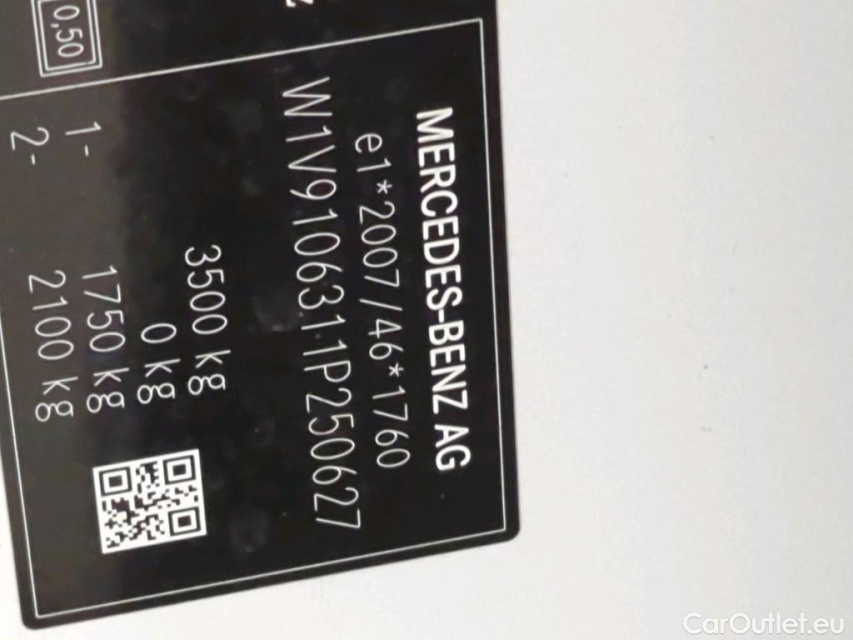 MERCEDES-BENZ AG
e1*2007/46*1760
W1V9106311P250627
3500 kg
0 kg
1- 1750 kg
2- 2100 kg
0,50
CarOutlet.eu